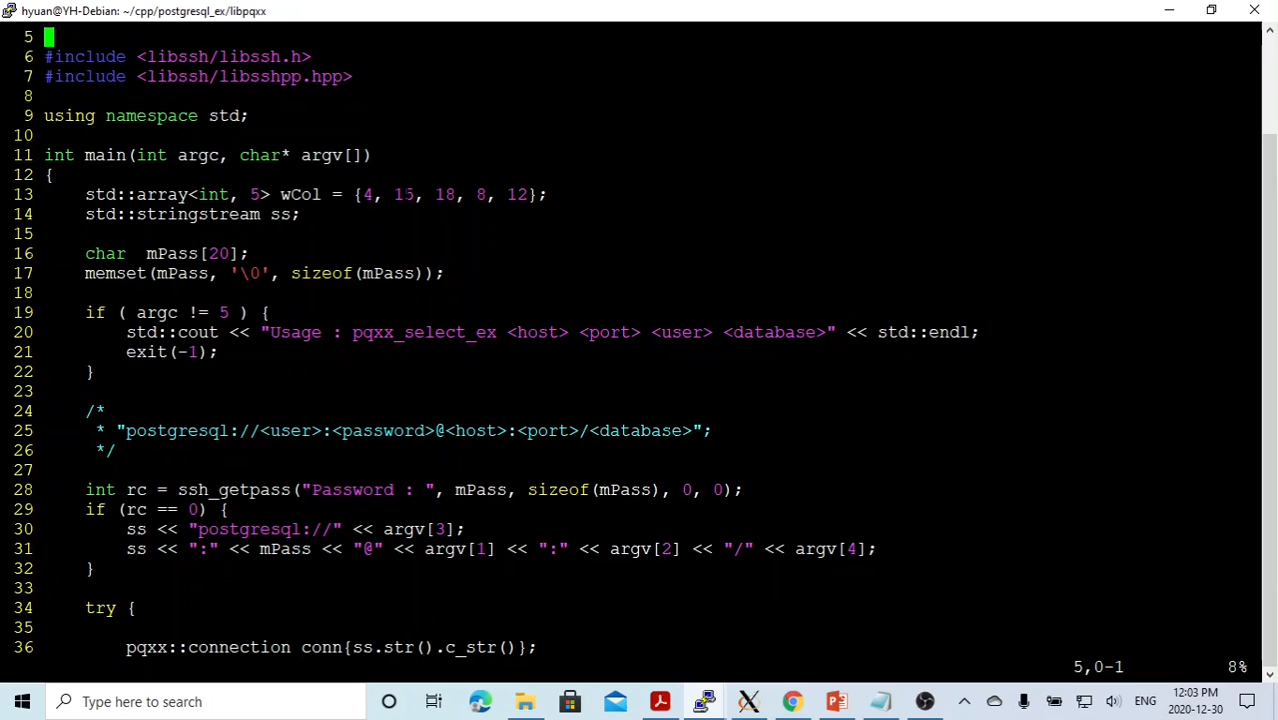 hyuan@YH-Debian: ~/cpp/postgresql_ex/libpqxx
5
6 #include <libssh/libssh.h>
7 #include <libssh/libsshpp.hpp>
8
9 using namespace std;
10
11 int main(int argc, char* argv[])
12 {
13     std::array<int, 5> wCol = {4, 15, 18, 8, 12};
14     std::stringstream ss;
15
16     char  mPass[20];
17     memset(mPass, '\0', sizeof(mPass));
18
19     if ( argc != 5 ) {
20         std::cout << "Usage : pqxx_select_ex <host> <port> <user> <database>" << std::endl;
21         exit(-1);
22     }
23
24     /*
25      * "postgresql://<user>:<password>@<host>:<port>/<database>";
26      */
27
28     int rc = ssh_getpass("Password : ", mPass, sizeof(mPass), 0, 0);
29     if (rc == 0) {
30         ss << "postgresql://" << argv[3];
31         ss << ":" << mPass << "@" << argv[1] << ":" << argv[2] << "/" << argv[4];
32     }
33
34     try {
35
36         pqxx::connection conn{ss.str().c_str()};
5,0-1 8%
Type here to search
ENG
12:03 PM
2020-12-30